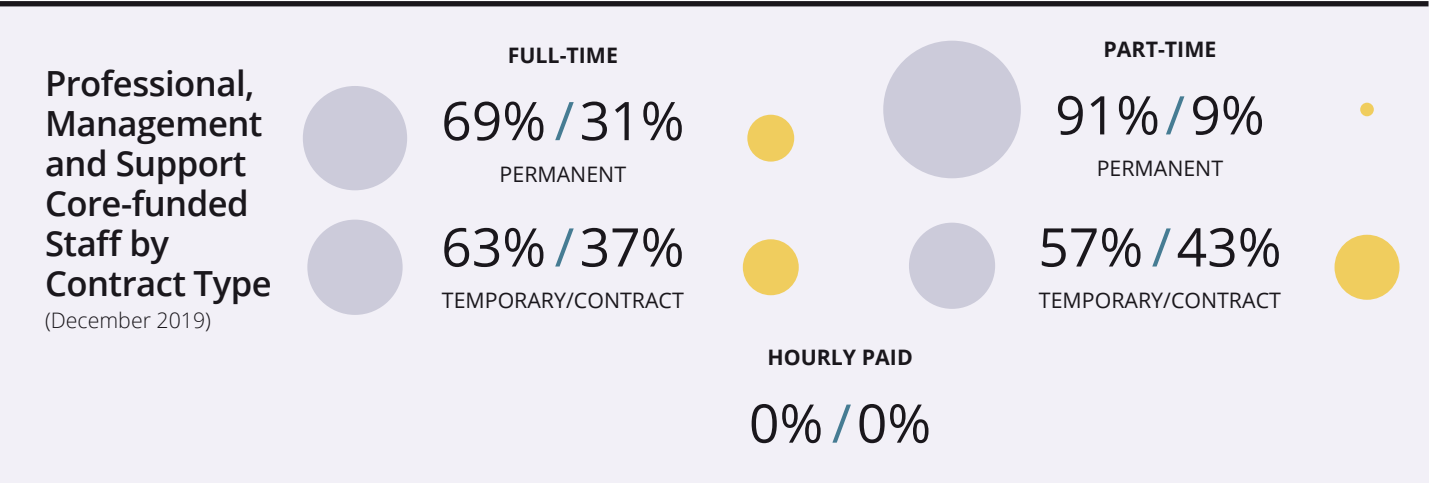 Professional,
Management
and Support
Core-funded
Staff by
Contract Type
(December 2019)
FULL-TIME
69% / 31%
PERMANENT
63% / 37%
TEMPORARY/CONTRACT
PART-TIME
91% / 9%
PERMANENT
57% / 43%
TEMPORARY/CONTRACT
HOURLY PAID
0% / 0%